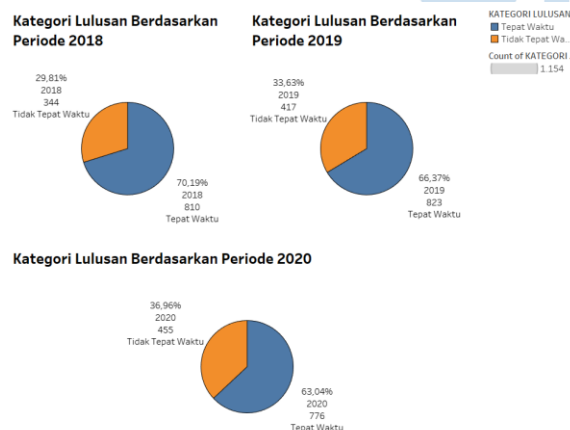 Kategori Lulusan Berdasarkan
Periode 2018
29,81%
2018
344
Tidak Tepat Waktu
70,19%
2018
810
Tepat Waktu
Kategori Lulusan Berdasarkan
Periode 2019
33,63%
2019
417
Tidak Tepat Waktu
66,37%
2019
823
Tepat Waktu
KATEGORI LULUSAN
Tepat Waktu
Tidak Tepat Wa..
Count of KATEGORI
1.154
Kategori Lulusan Berdasarkan Periode 2020
36,96%
2020
455
Tidak Tepat Waktu
63,04%
2020
776
Tepat Waktu